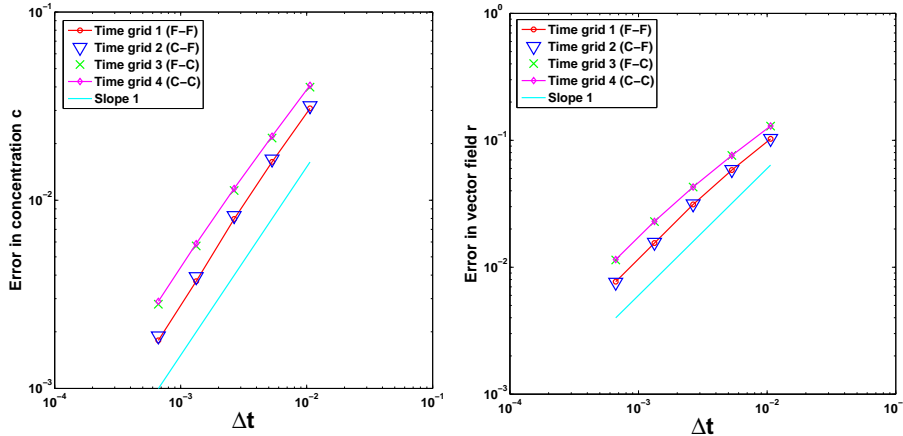 10^-1
Time grid 1 (F−F)
Time grid 2 (C−F)
Time grid 3 (F−C)
Time grid 4 (C−C)
Slope 1
Error in concentration c
10^-2
10^-3
10^-4
10^-3
10^-2
10^-1
Δt
10^0
Time grid 1 (F−F)
Time grid 2 (C−F)
Time grid 3 (F−C)
Time grid 4 (C−C)
Slope 1
Error in vector field r
10^-1
10^-2
10^-3
10^-4
10^-3
10^-2
10^-1
Δt